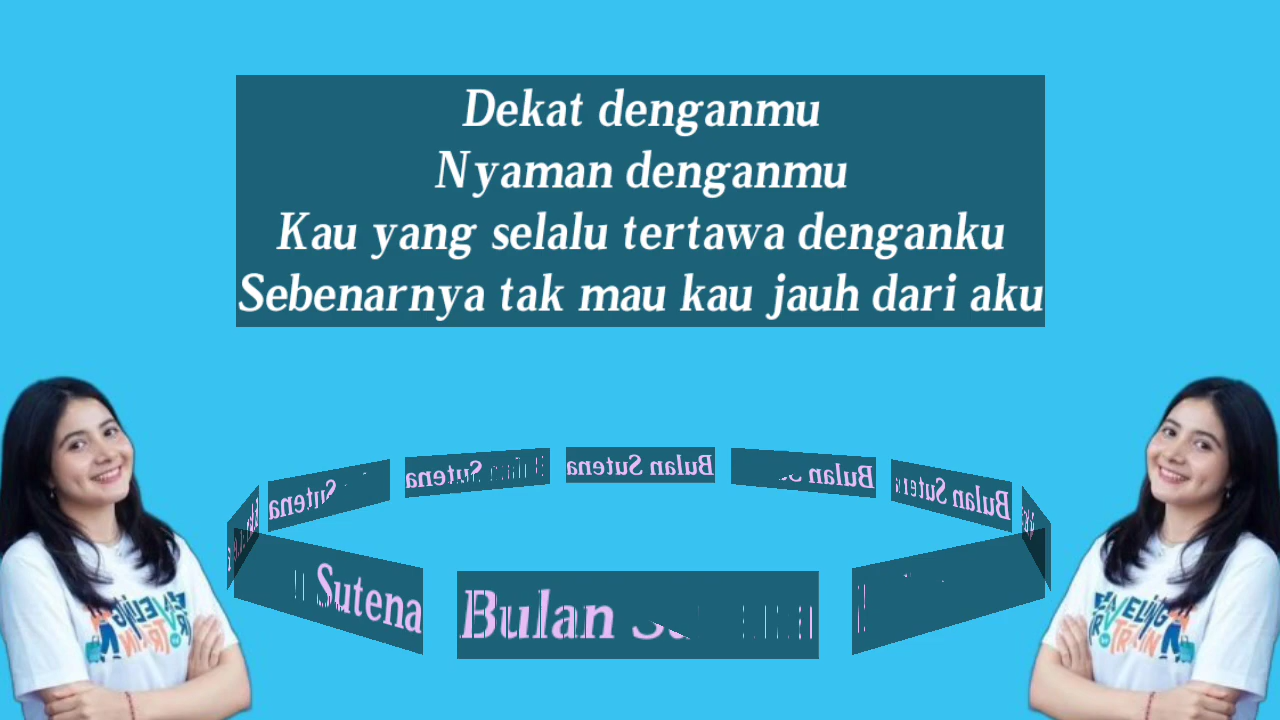 Dekat denganmu
Nyaman denganmu
Kau yang selalu tertawa denganku
Sebenarnya tak mau kau jauh dari aku
Sutena
Bulan Sutena
Sutena
Bulan
Bulan Sutena
Sutena
Bulan